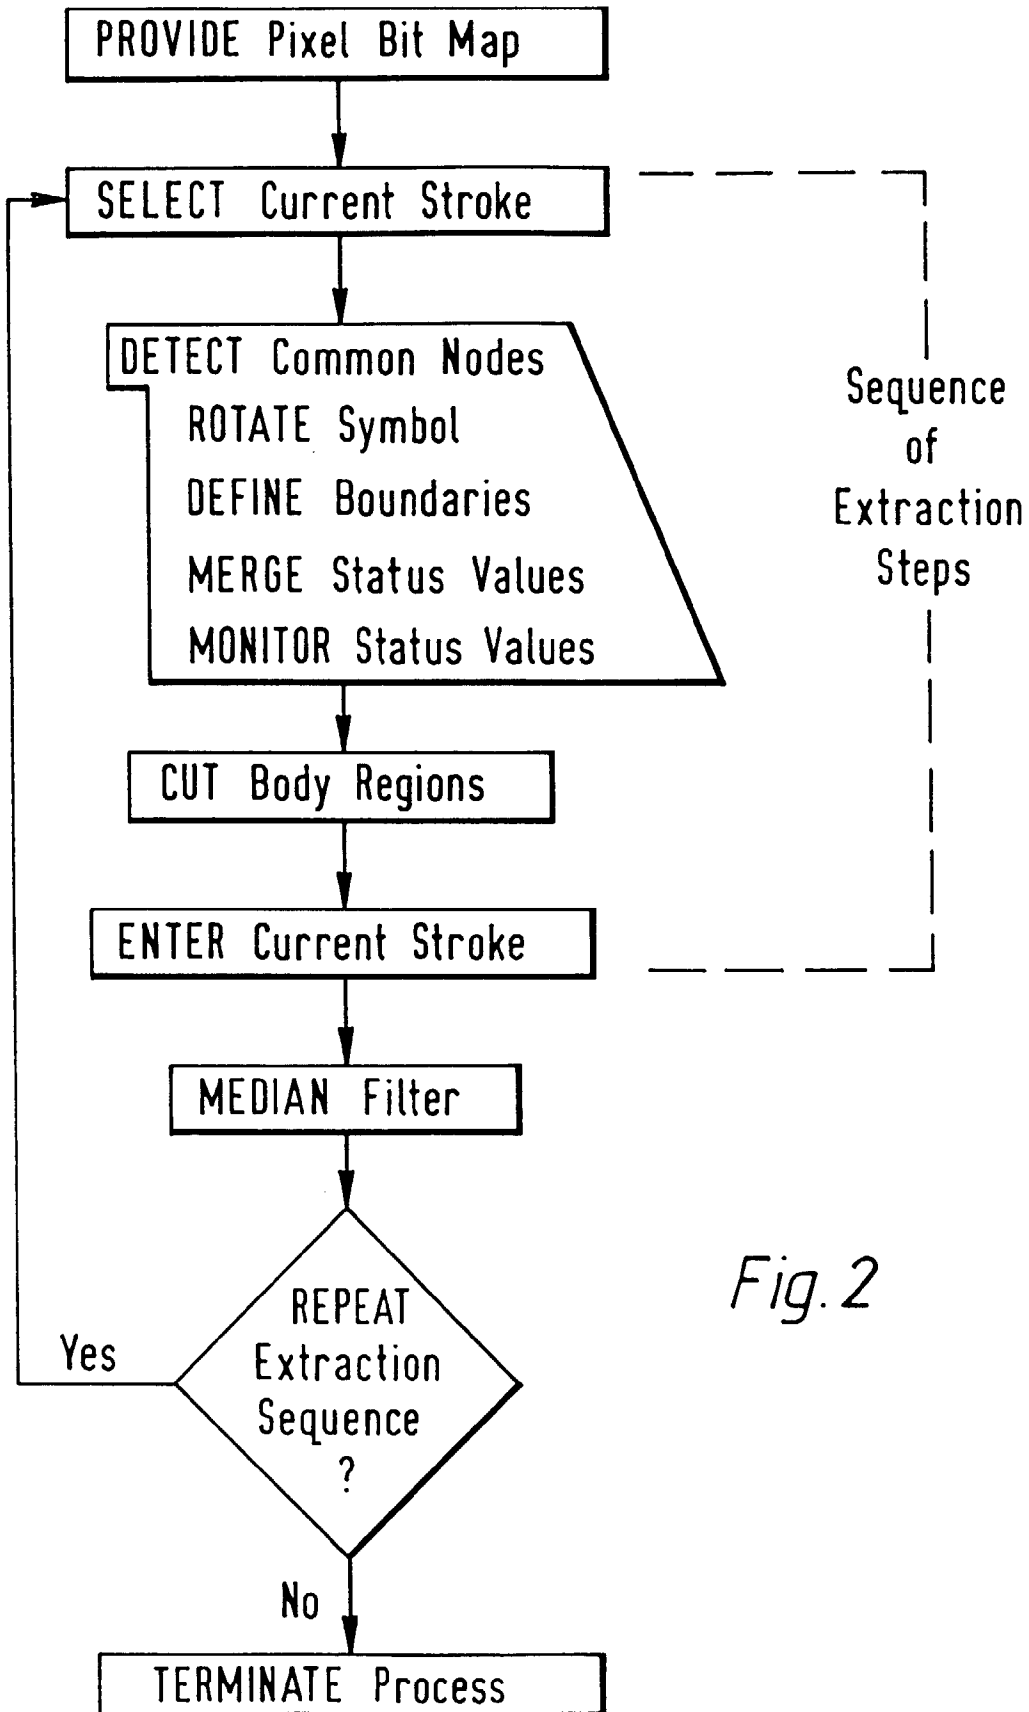 PROVIDE Pixel Bit Map
SELECT Current Stroke
DETECT Common Nodes
ROTATE Symbol
DEFINE Boundaries
MERGE Status Values
MONITOR Status Values
Sequence
of
Extraction
Steps
CUT Body Regions
ENTER Current Stroke
MEDIAN Filter
REPEAT
Extraction
Sequence
?
Yes
No
TERMINATE Process
Fig. 2